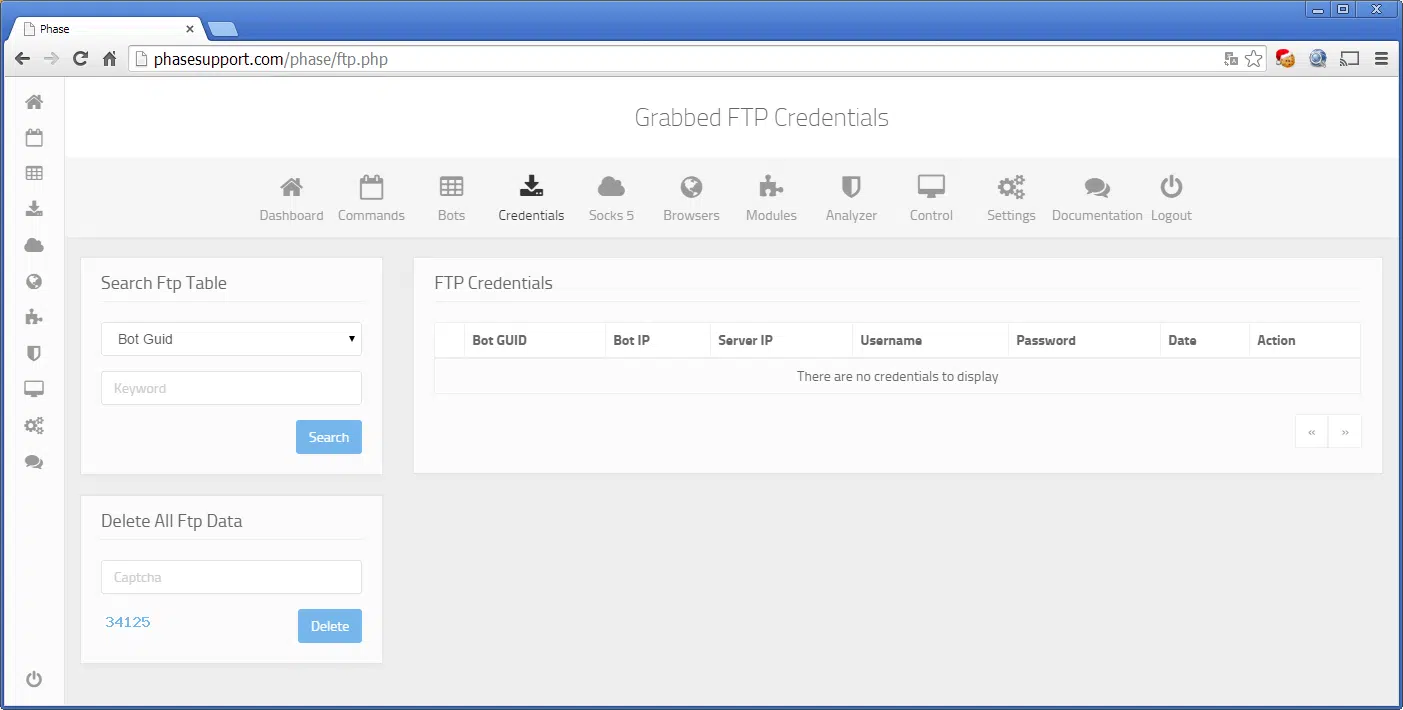 Phase
phasesupport.com/phase/ftp.php
Grabbed FTP Credentials
Dashboard Commands Bots Credentials Socks 5 Browsers Modules Analyzer Control Settings Documentation Logout
Search Ftp Table
Bot Guid
Keyword
Search
FTP Credentials
Bot GUID Bot IP Server IP Username Password Date Action
There are no credentials to display
« »
Delete All Ftp Data
Captcha
34125
Delete